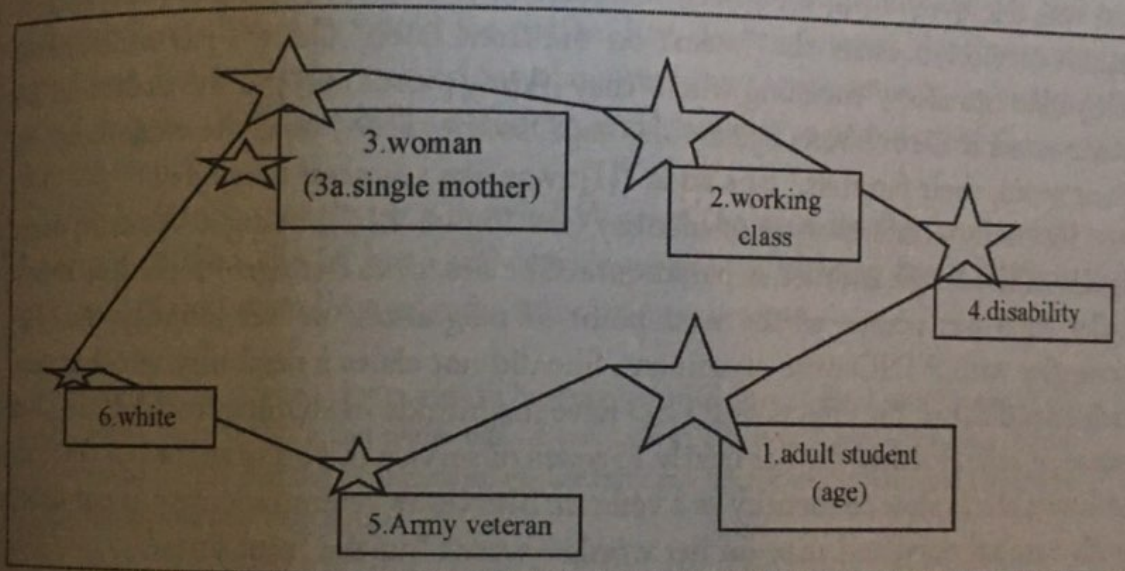 3.woman
(3a.single mother)
2.working
class
4.disability
6.white
1.adult student
(age)
5.Army veteran